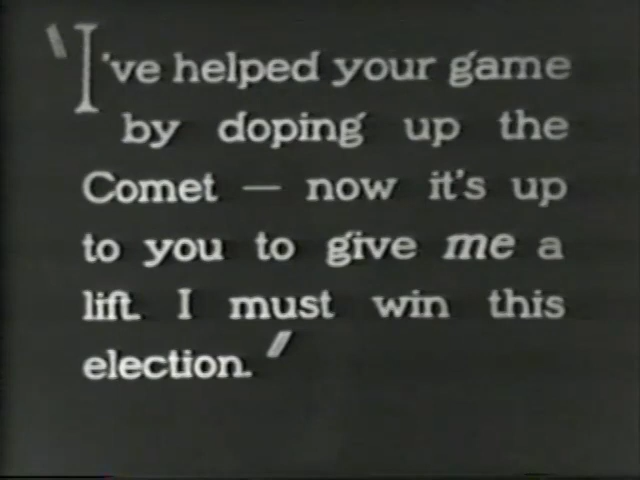 "I've helped your game
by doping up the
Comet — now it's up
to you to give me a
lift. I must win this
election."